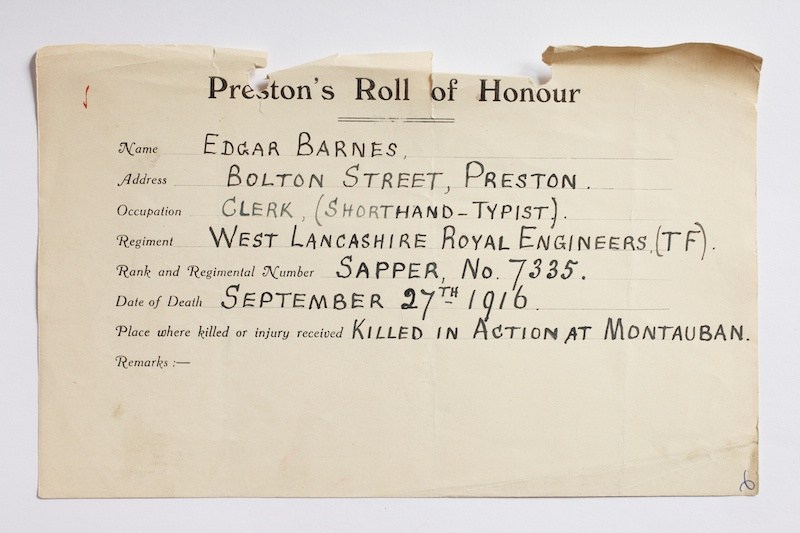 Preston's Roll of Honour
Name EDGAR BARNES,
Address BOLTON STREET, PRESTON.
Occupation CLERK, (SHORTHAND-TYPIST).
Regiment WEST LANCASHIRE ROYAL ENGINEERS. (TF).
Rank and Regimental Number SAPPER, No. 7335.
Date of Death SEPTEMBER 27TH 1916.
Place where killed or injury received KILLED IN ACTION AT MONTAUBAN.
Remarks :—